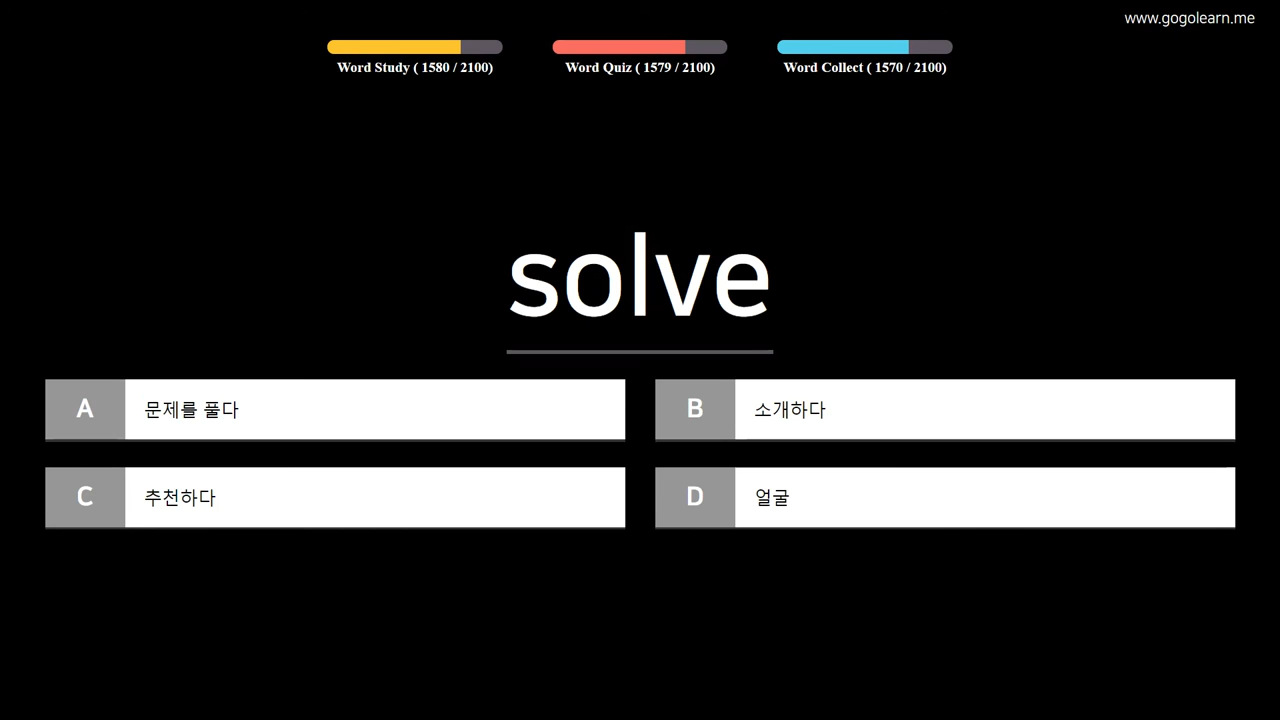 www.gogolearn.me
Word Study ( 1580 / 2100)
Word Quiz ( 1579 / 2100)
Word Collect ( 1570 / 2100)
solve
A 문제를 풀다
B 소개하다
C 추천하다
D 얼굴